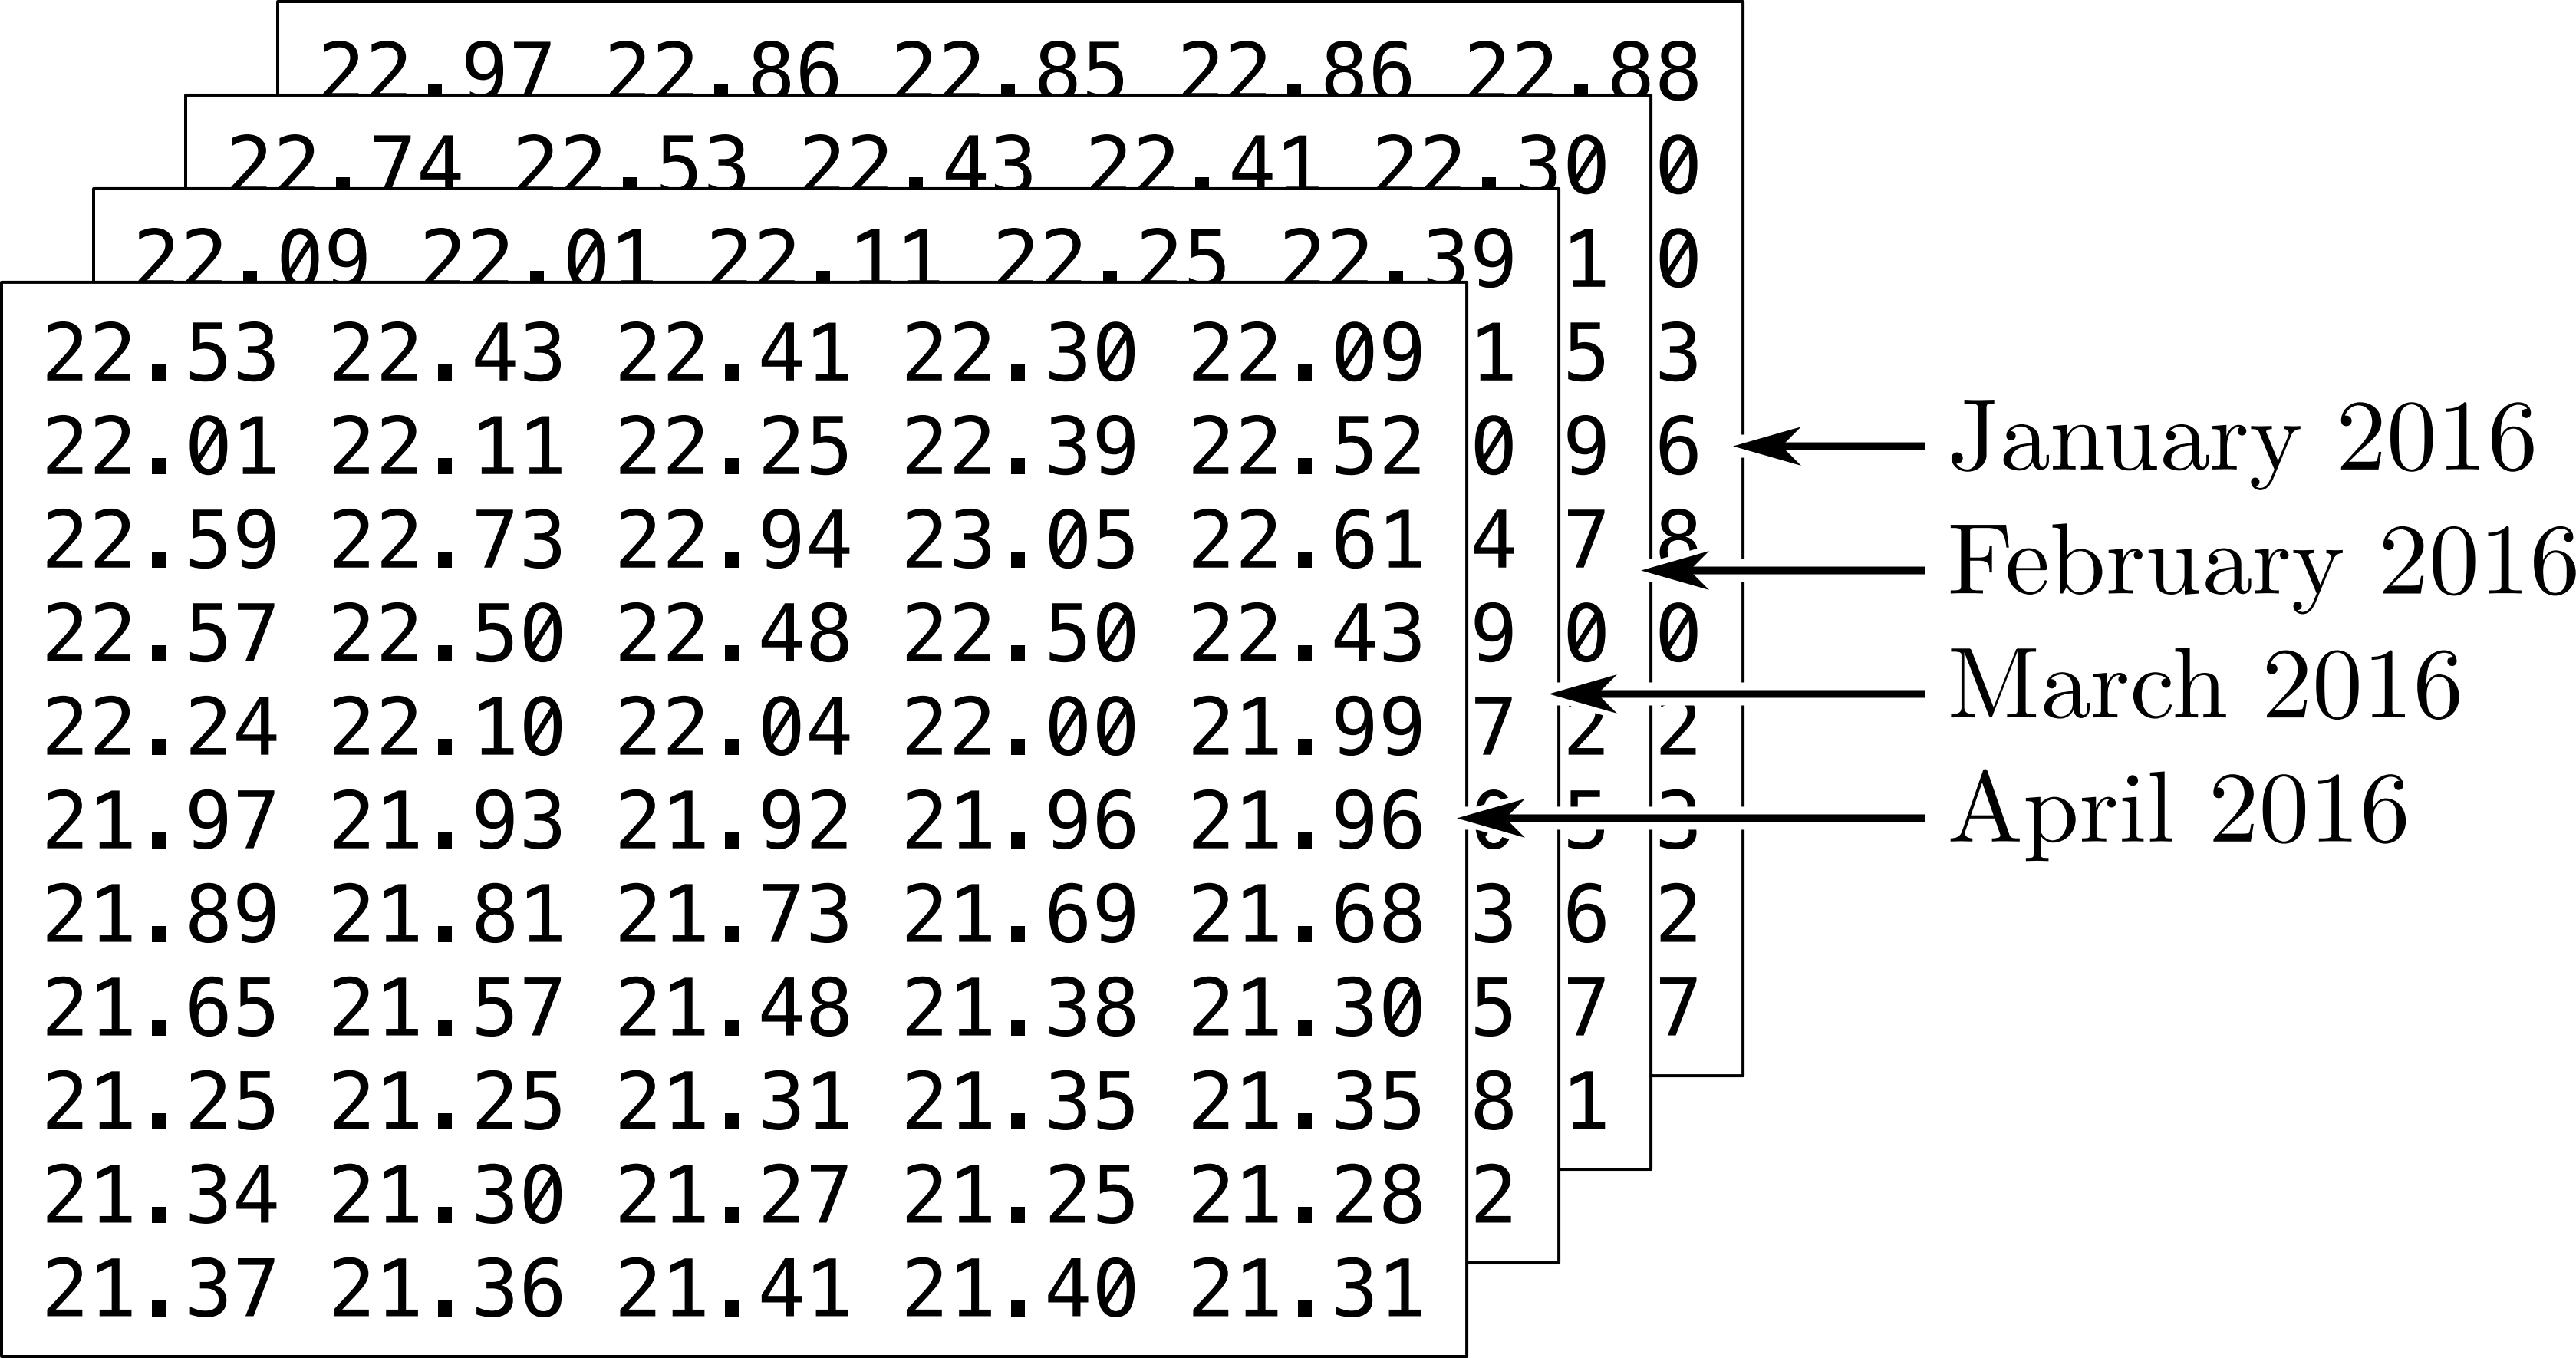 22.97 22.86 22.85 22.86 22.88
22.74 22.53 22.43 22.41 22.30 0
22.09 22.01 22.11 22.25 22.39 1 0
22.53 22.43 22.41 22.30 22.09 1 5 3
22.01 22.11 22.25 22.39 22.52 0 9 6
January 2016
22.59 22.73 22.94 23.05 22.61 4 7 8
February 2016
22.57 22.50 22.48 22.50 22.43 9 0 0
22.24 22.10 22.04 22.00 21.99 7 2 2
March 2016
21.97 21.93 21.92 21.96 21.96 0 5 3
April 2016
21.89 21.81 21.73 21.69 21.68 3 6 2
21.65 21.57 21.48 21.38 21.30 5 7 7
21.25 21.25 21.31 21.35 21.35 8 1
21.34 21.30 21.27 21.25 21.28 2
21.37 21.36 21.41 21.40 21.31